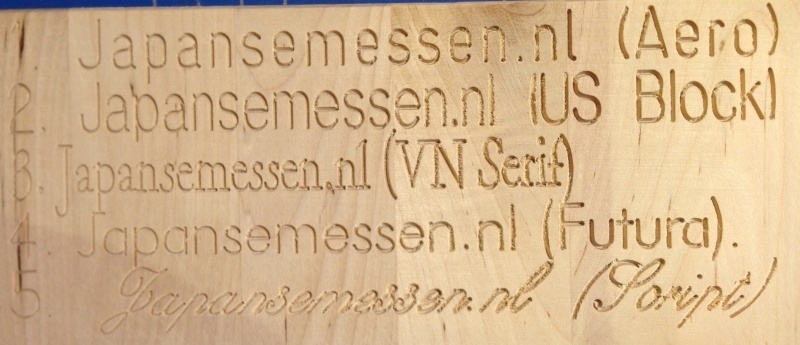 1. Japansemessen.nl (Aero)
2. Japansemessen.nl (US Block)
3. Japansemessen.nl (VN Serif)
4. Japansemessen.nl (Futura).
5 Japansemessen.nl (Script)